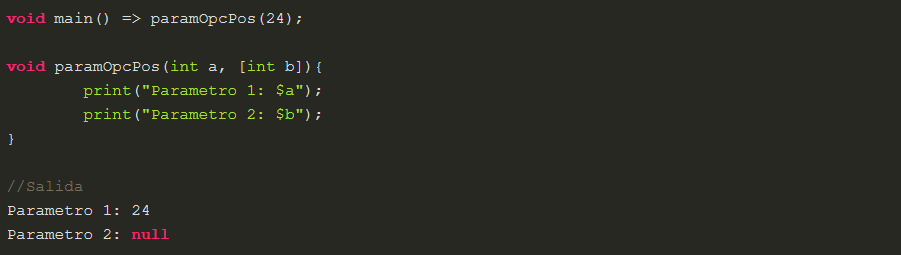 void main() => paramOpcPos(24);
void paramOpcPos(int a, [int b]){
print("Parametro 1: $a");
print("Parametro 2: $b");
}
//Salida
Parametro 1: 24
Parametro 2: null